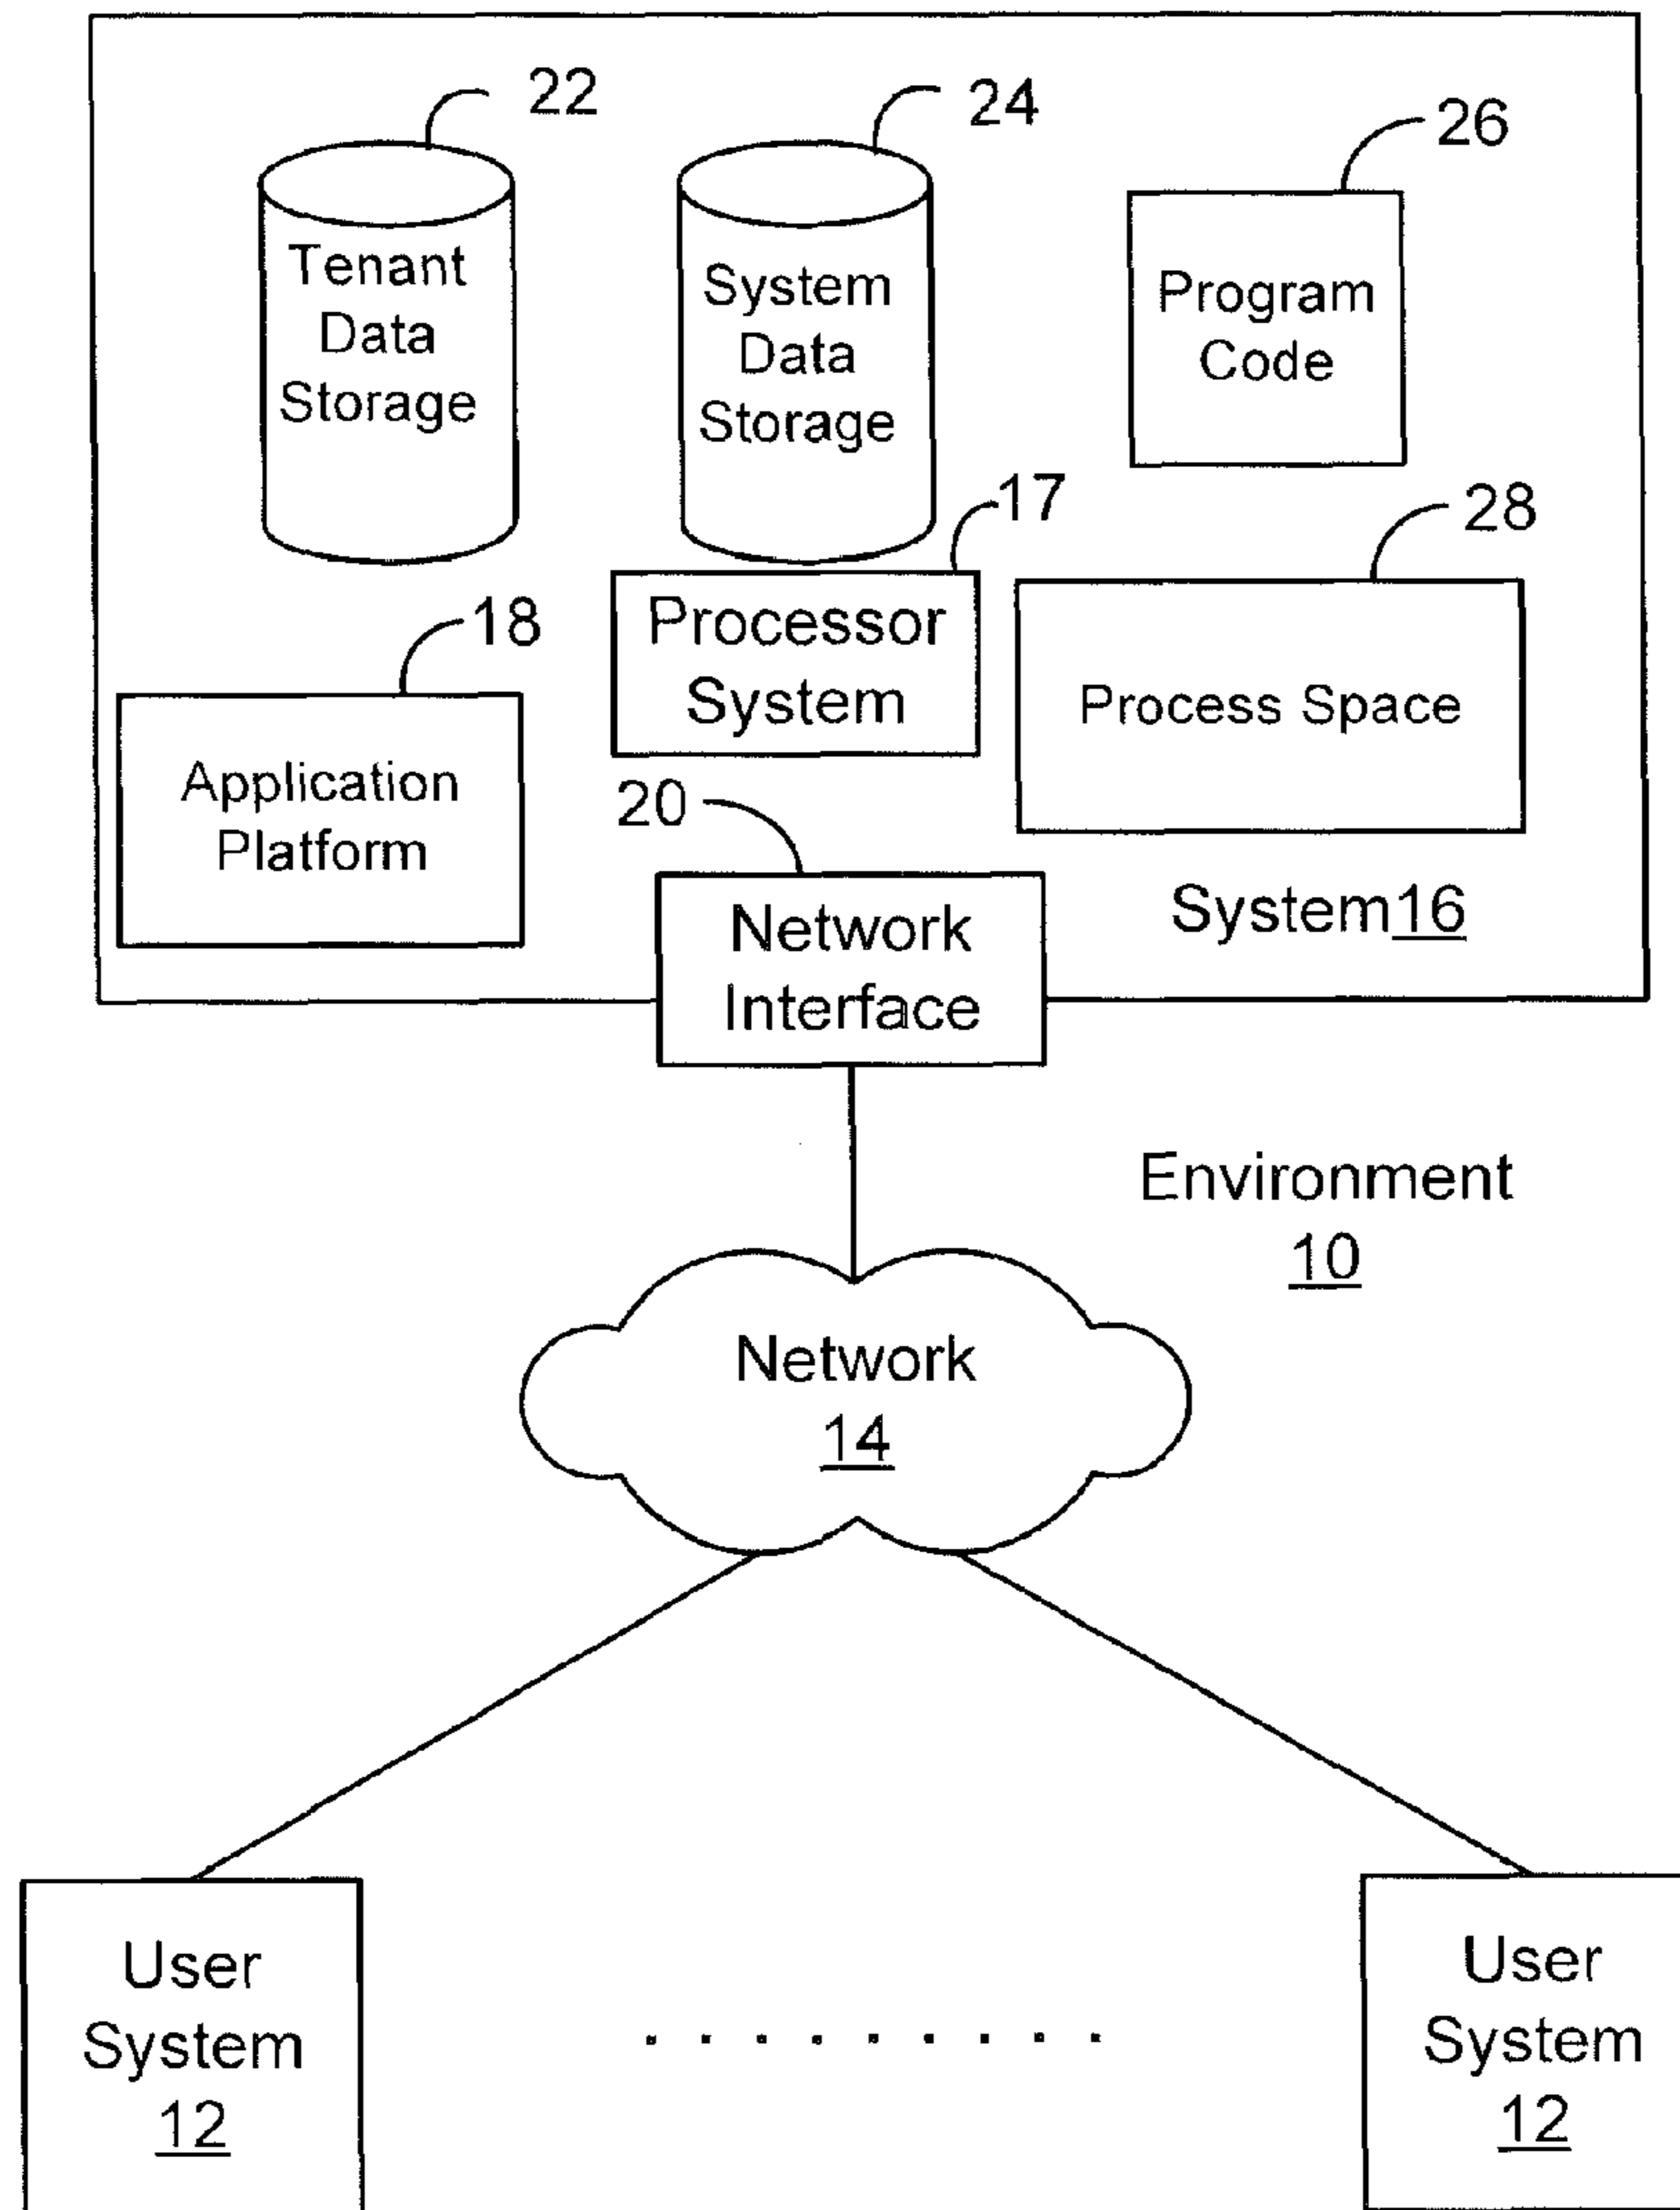 22
24
26
Tenant
Data
Storage
System
Data
Storage
Program
Code
17
28
18
Processor
System
Process Space
Application
Platform
20
Network
Interface
System16
Environment
10
Network
14
User
System
12
User
System
12